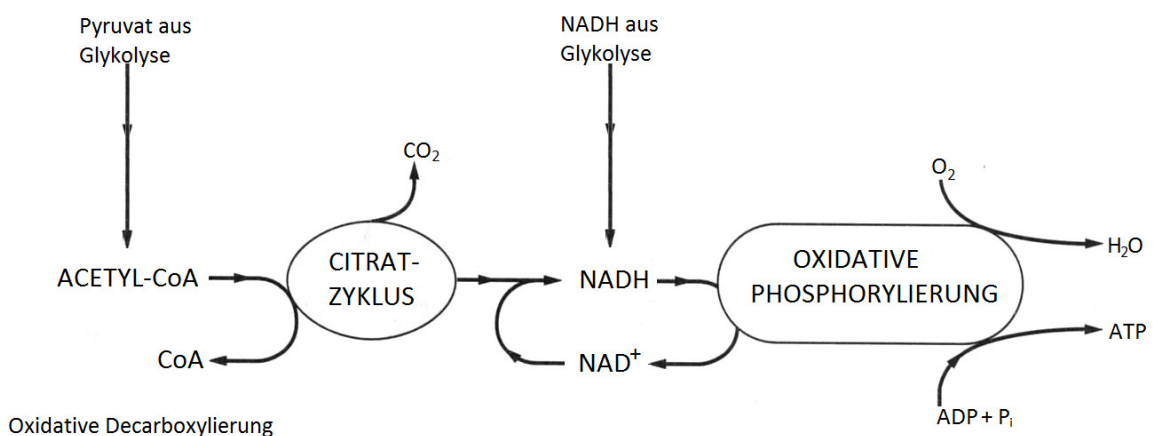 Pyruvat aus
Glykolyse
NADH aus
Glykolyse
CO₂
O₂
H₂O
ACETYL-CoA
CITRAT-
ZYKLUS
NADH
OXIDATIVE
PHOSPHORYLIERUNG
CoA
NAD⁺
ATP
ADP + Pᵢ
Oxidative Decarboxylierung